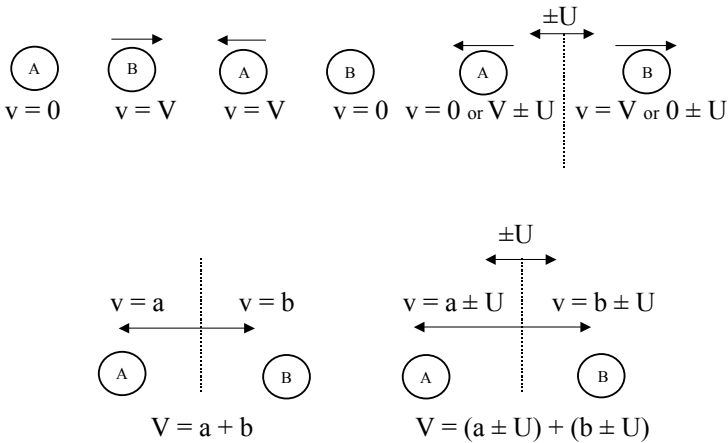 ±U
A B A B A B
v = 0 v = V v = V v = 0 v = 0 or V ± U v = V or 0 ± U
±U
v = a v = b v = a ± U v = b ± U
A B A B
V = a + b V = (a ± U) + (b ± U)